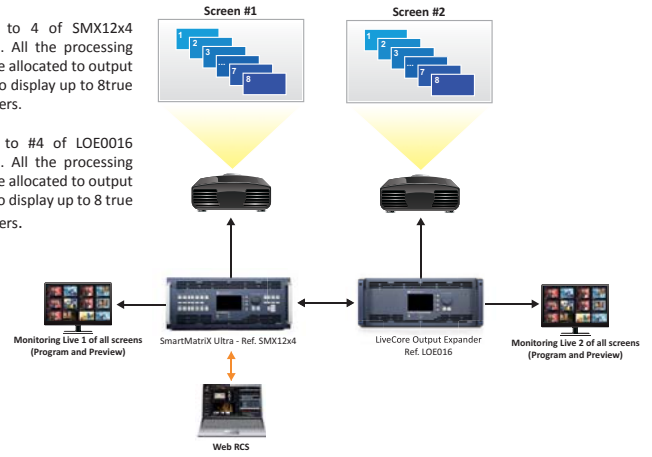 Screen #1
Screen #2
to 4 of SMX12x4
. All the processing
e allocated to output
o display up to 8true
ers.
1
2
3
...
7
8
1
2
3
...
7
8
to #4 of LOE0016
. All the processing
e allocated to output
o display up to 8 true
ers.
Monitoring Live 1 of all screens
(Program and Preview)
SmartMatriX Ultra - Ref. SMX12x4
LiveCore Output Expander
Ref. LOE016
Monitoring Live 2 of all screens
(Program and Preview)
Web RCS